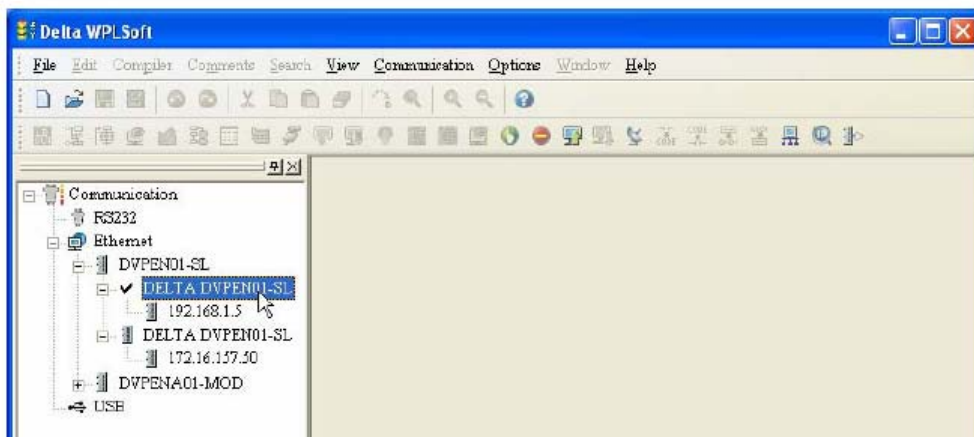 Delta WPLSoft
File Edit Compiler Comments Search View Communication Options Window Help
Communication
RS232
Ethernet
DVPEN01-SL
DELTA DVPEN01-SL
192.168.1.5
DELTA DVPEN01-SL
172.16.157.50
DVPENA01-MOD
USB